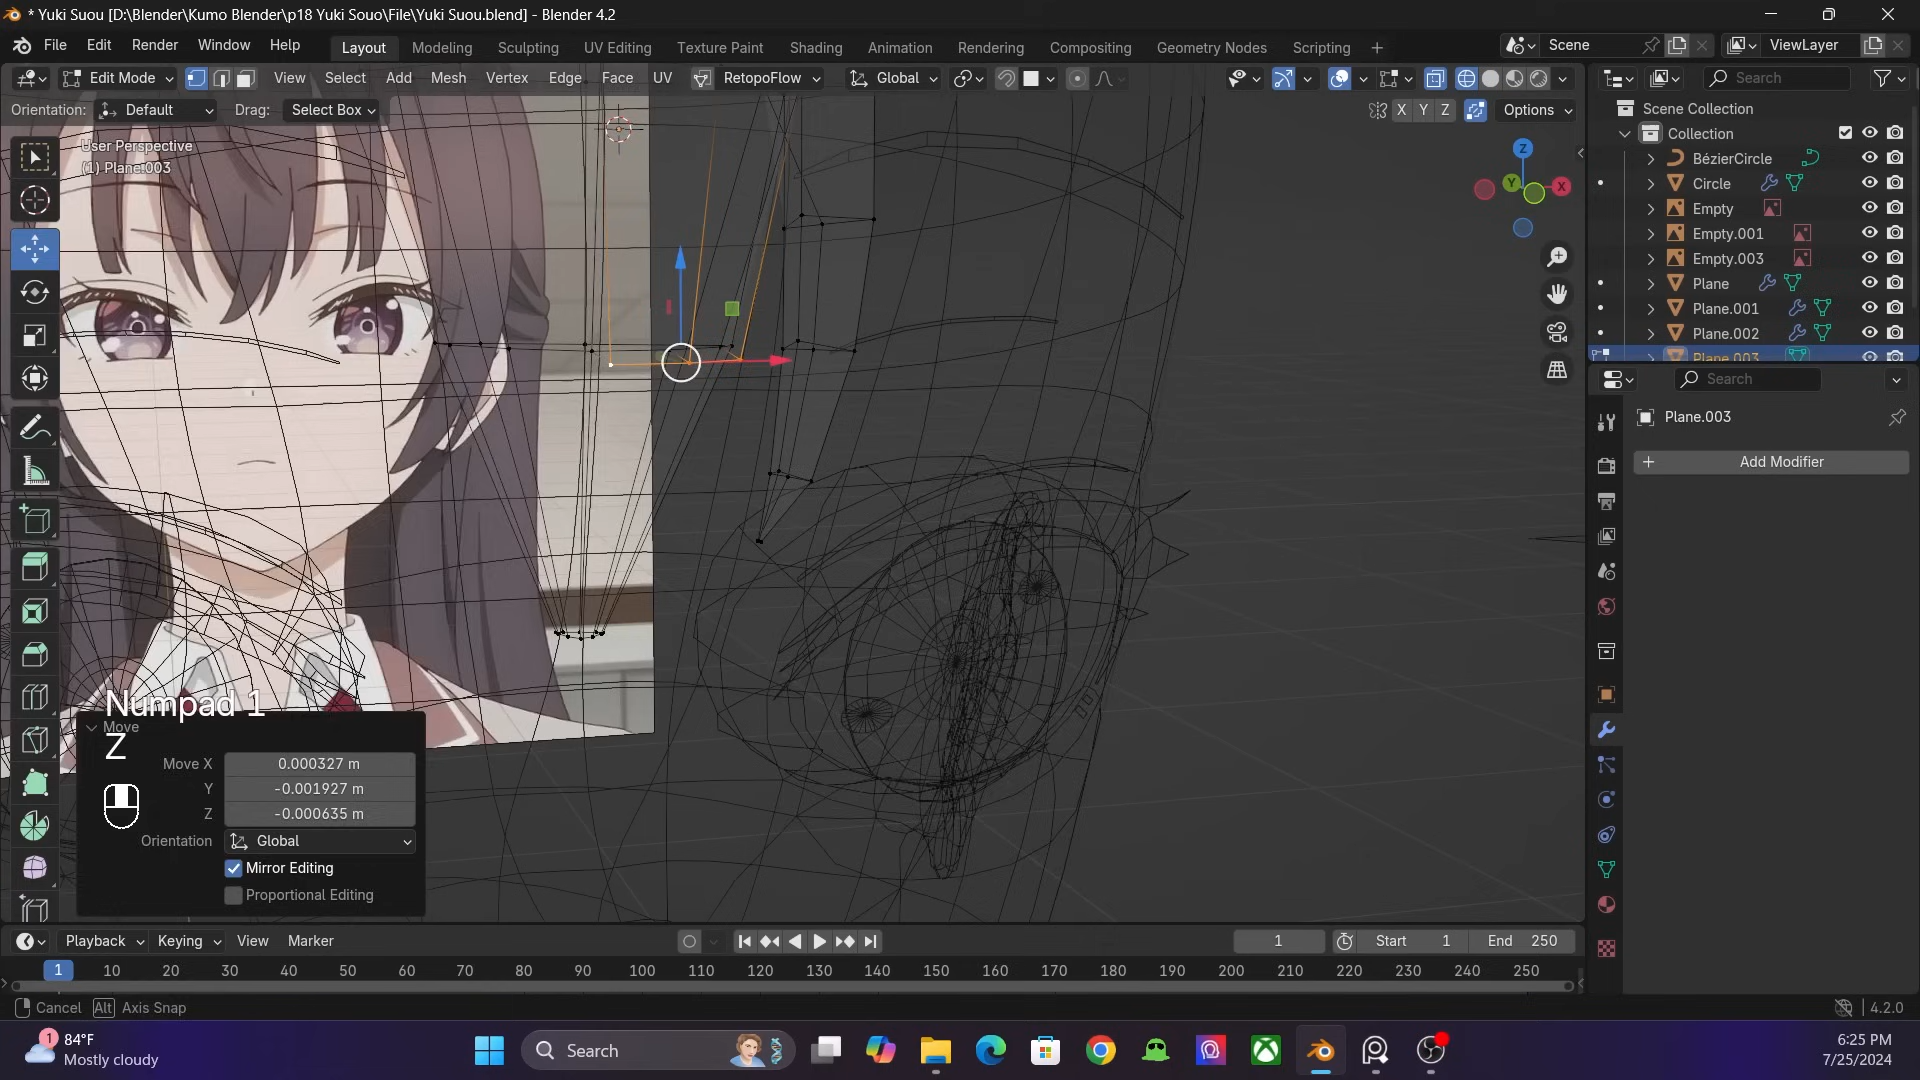 * Yuki Suou [D:\Blender\Kumo Blender\p18 Yuki Souo\File\Yuki Suou.blend] - Blender 4.2
File Edit Render Window Help Layout Modeling Sculpting UV Editing Texture Paint Shading Animation Rendering Compositing Geometry Nodes Scripting + Scene ViewLayer
Edit Mode View Select Add Mesh Vertex Edge Face UV RetopoFlow Global Search
Orientation: Default Drag: Select Box X Y Z Options
Scene Collection
Collection
User Perspective
(1) Plane.003
Z
Y
X
BézierCircle
Circle
Empty
Empty.001
Empty.003
Plane
Plane.001
Plane.002
Plane.003
Search
Plane.003
+ Add Modifier
Numpad 1
Z
Move
Move X 0.000327 m
Y -0.001927 m
Z -0.000635 m
Orientation Global
Mirror Editing
Proportional Editing
Playback Keying View Marker 1 Start 1 End 250
1 10 20 30 40 50 60 70 80 90 100 110 120 130 140 150 160 170 180 190 200 210 220 230 240 250
Cancel Alt Axis Snap 4.2.0
1 84°F
Mostly cloudy
Search
6:25 PM
7/25/2024